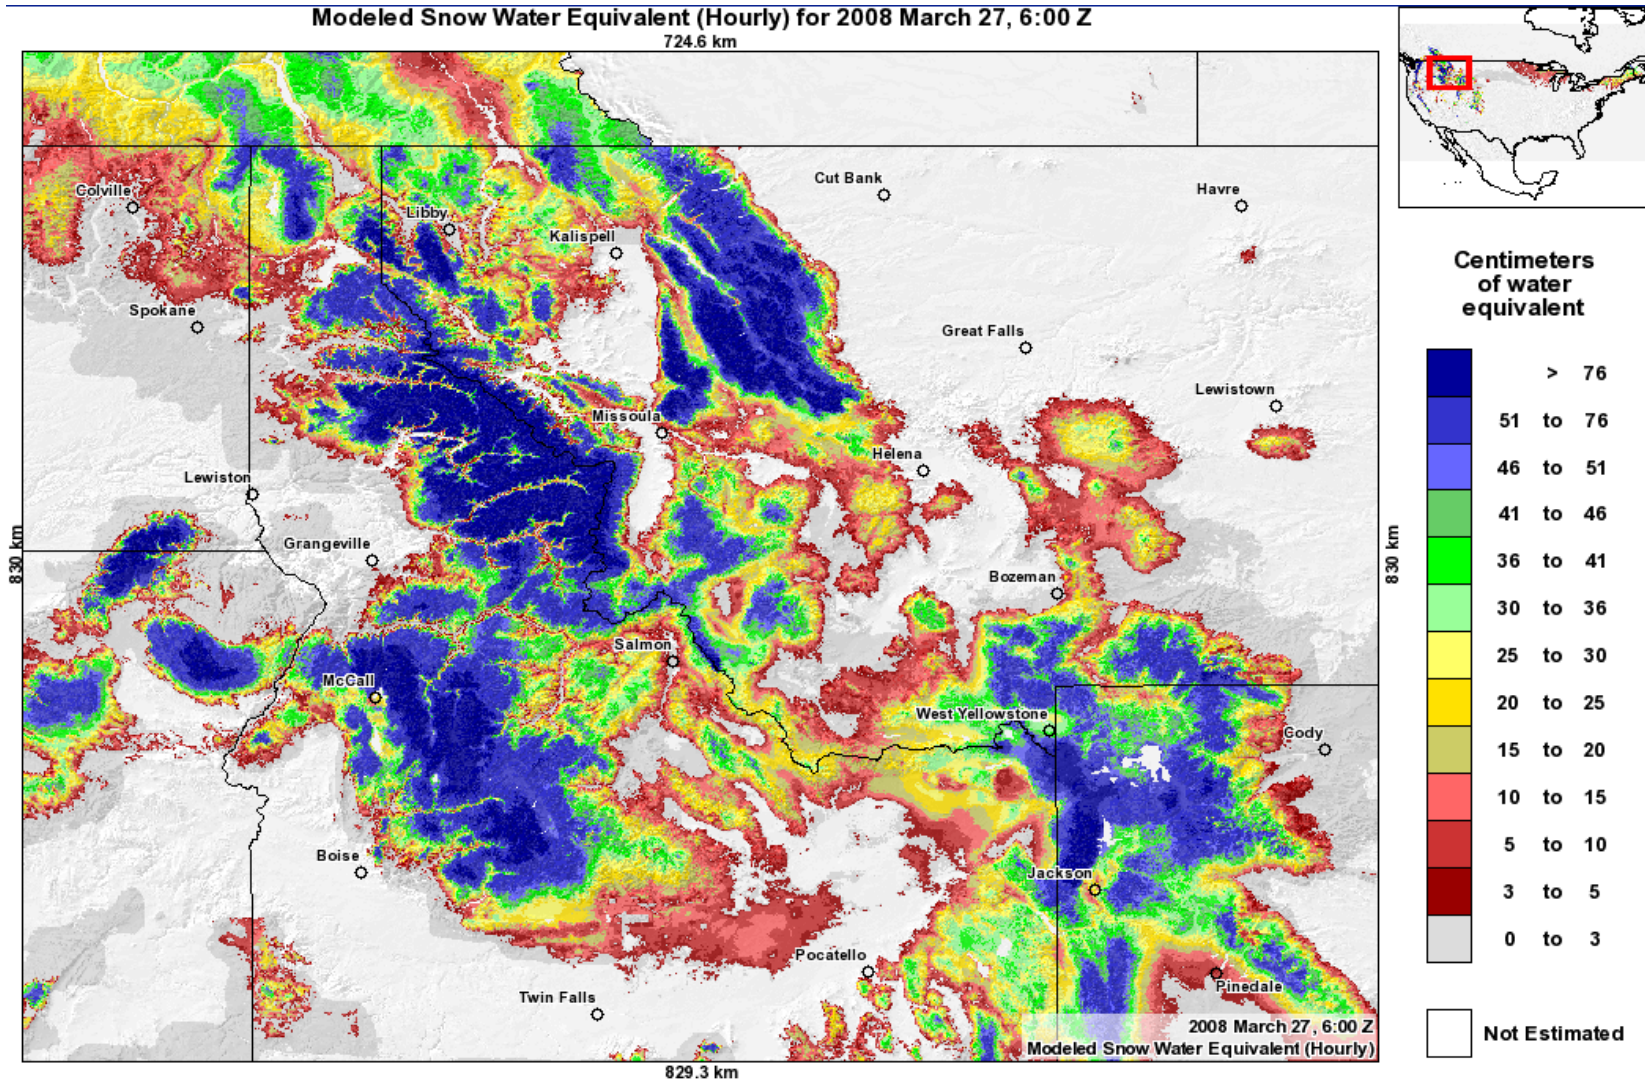 Modeled Snow Water Equivalent (Hourly) for 2008 March 27, 6:00 Z
724.6 km
Cut Bank
Havre
Colville
Libby
Kalispell
Spokane
Great Falls
Lewistown
Missoula
Helena
Lewiston
Grangeville
830 km
830 km
Bozeman
Salmon
McCall
West Yellowstone
Cody
Boise
Jackson
Pocatello
Pinedale
Twin Falls
2008 March 27, 6:00 Z
Modeled Snow Water Equivalent (Hourly)
829.3 km
Centimeters
of water
equivalent
> 76
51 to 76
46 to 51
41 to 46
36 to 41
30 to 36
25 to 30
20 to 25
15 to 20
10 to 15
5 to 10
3 to 5
0 to 3
Not Estimated